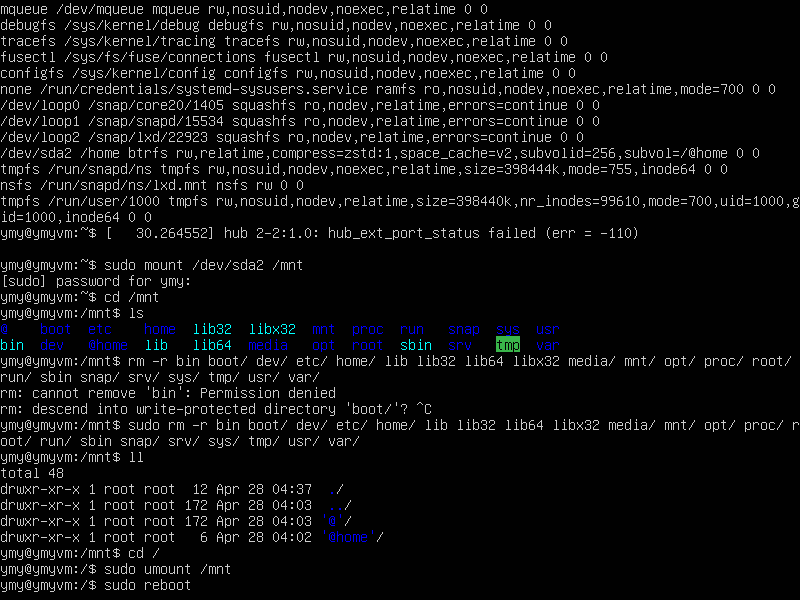 mqueue /dev/mqueue mqueue rw,nosuid,nodev,noexec,relatime 0 0
debugfs /sys/kernel/debug debugfs rw,nosuid,nodev,noexec,relatime 0 0
tracefs /sys/kernel/tracing tracefs rw,nosuid,nodev,noexec,relatime 0 0
fusectl /sys/fs/fuse/connections fusectl rw,nosuid,nodev,noexec,relatime 0 0
configfs /sys/kernel/config configfs rw,nosuid,nodev,noexec,relatime 0 0
none /run/credentials/systemd-sysusers.service ramfs ro,nosuid,nodev,noexec,relatime,mode=700 0 0
/dev/loop0 /snap/core20/1405 squashfs ro,nodev,relatime,errors=continue 0 0
/dev/loop1 /snap/snapd/15534 squashfs ro,nodev,relatime,errors=continue 0 0
/dev/loop2 /snap/lxd/22923 squashfs ro,nodev,relatime,errors=continue 0 0
/dev/sda2 /home btrfs rw,relatime,compress=zstd:1,space_cache=v2,subvolid=256,subvol=/@home 0 0
tmpfs /run/snapd/ns tmpfs rw,nosuid,nodev,noexec,relatime,size=398444k,mode=755,inode64 0 0
nsfs /run/snapd/ns/lxd.mnt nsfs rw 0 0
tmpfs /run/user/1000 tmpfs rw,nosuid,nodev,relatime,size=398440k,nr_inodes=99610,mode=700,uid=1000,g
id=1000,inode64 0 0
ymy@ymyvm:~$ [   30.264552] hub 2-2:1.0: hub_ext_port_status failed (err = -110)

ymy@ymyvm:~$ sudo mount /dev/sda2 /mnt
[sudo] password for ymy:
ymy@ymyvm:~$ cd /mnt
ymy@ymyvm:/mnt$ ls
@    boot  etc    home  lib32  libx32  mnt  proc  run   snap  sys  usr
bin  dev   @home  lib   lib64  media   opt  root  sbin  srv   tmp  var
ymy@ymyvm:/mnt$ rm -r bin boot/ dev/ etc/ home/ lib lib32 lib64 libx32 media/ mnt/ opt/ proc/ root/
run/ sbin snap/ srv/ sys/ tmp/ usr/ var/
rm: cannot remove 'bin': Permission denied
rm: descend into write-protected directory 'boot/'? ^C
ymy@ymyvm:/mnt$ sudo rm -r bin boot/ dev/ etc/ home/ lib lib32 lib64 libx32 media/ mnt/ opt/ proc/ r
oot/ run/ sbin snap/ srv/ sys/ tmp/ usr/ var/
ymy@ymyvm:/mnt$ ll
total 48
drwxr-xr-x 1 root root  12 Apr 28 04:37  ./
drwxr-xr-x 1 root root 172 Apr 28 04:03  ../
drwxr-xr-x 1 root root 172 Apr 28 04:03 '@'/
drwxr-xr-x 1 root root   6 Apr 28 04:02 '@home'/
ymy@ymyvm:/mnt$ cd /
ymy@ymyvm:/$ sudo umount /mnt
ymy@ymyvm:/$ sudo reboot